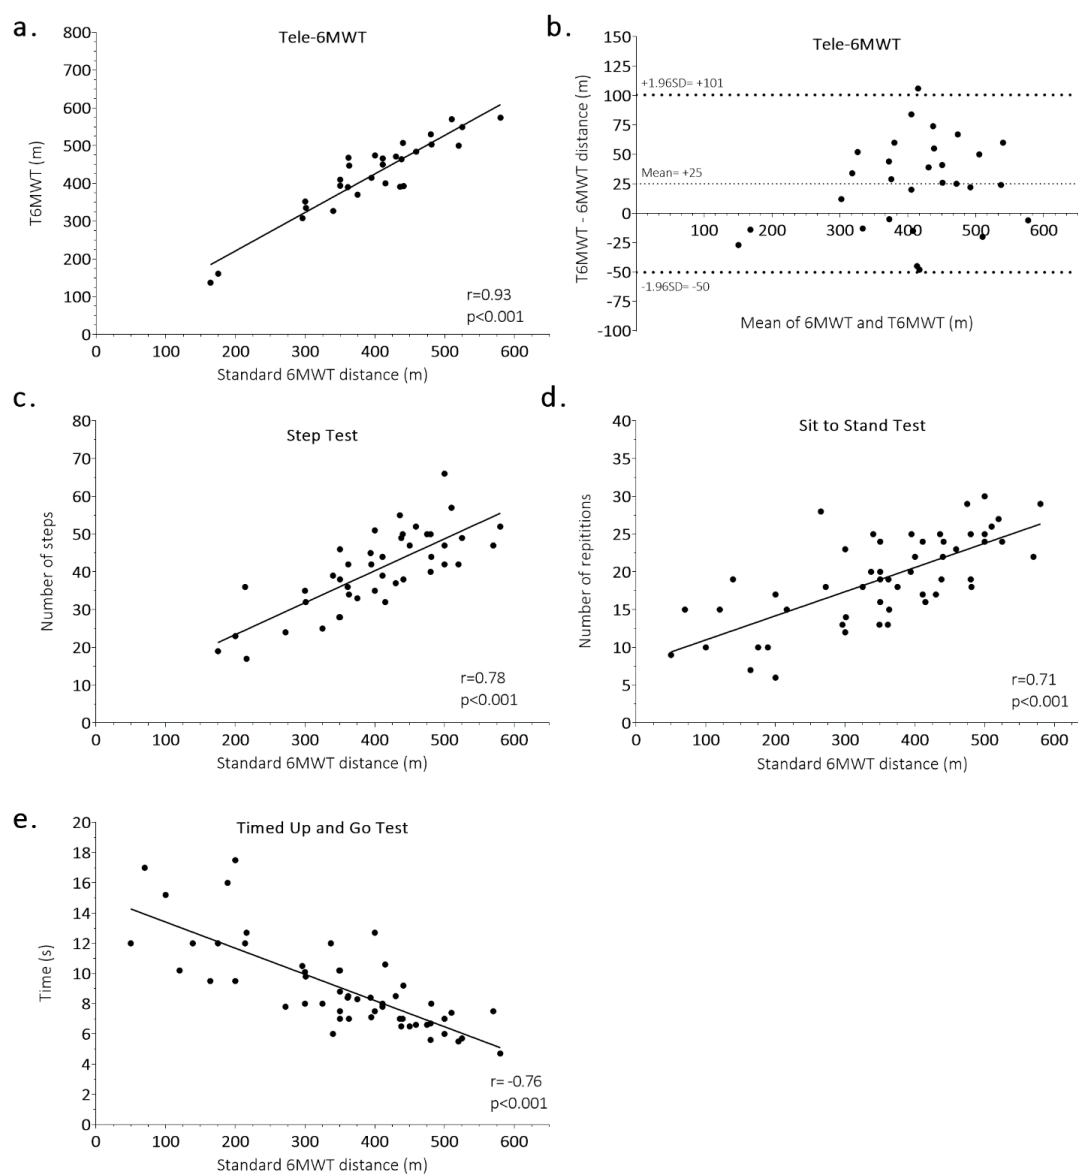 a.
Tele-6MWT
T6MWT (m)
800
700
600
500
400
300
200
100
0
0 100 200 300 400 500 600
r=0.93
p<0.001
Standard 6MWT distance (m)
b.
Tele-6MWT
T6MWT - 6MWT distance (m)
150
125
100
75
50
25
0
-25
-50
-75
-100
+1.96SD= +101
Mean= +25
100 200 300 400 500 600
-1.96SD= -50
Mean of 6MWT and T6MWT (m)
c.
Step Test
Number of steps
80
70
60
50
40
30
20
10
0
0 100 200 300 400 500 600
r=0.78
p<0.001
Standard 6MWT distance (m)
d.
Sit to Stand Test
Number of repititions
40
35
30
25
20
15
10
5
0
0 100 200 300 400 500 600
r=0.71
p<0.001
Standard 6MWT distance (m)
e.
Timed Up and Go Test
Time (s)
20
18
16
14
12
10
8
6
4
2
0
0 100 200 300 400 500 600
r= -0.76
p<0.001
Standard 6MWT distance (m)